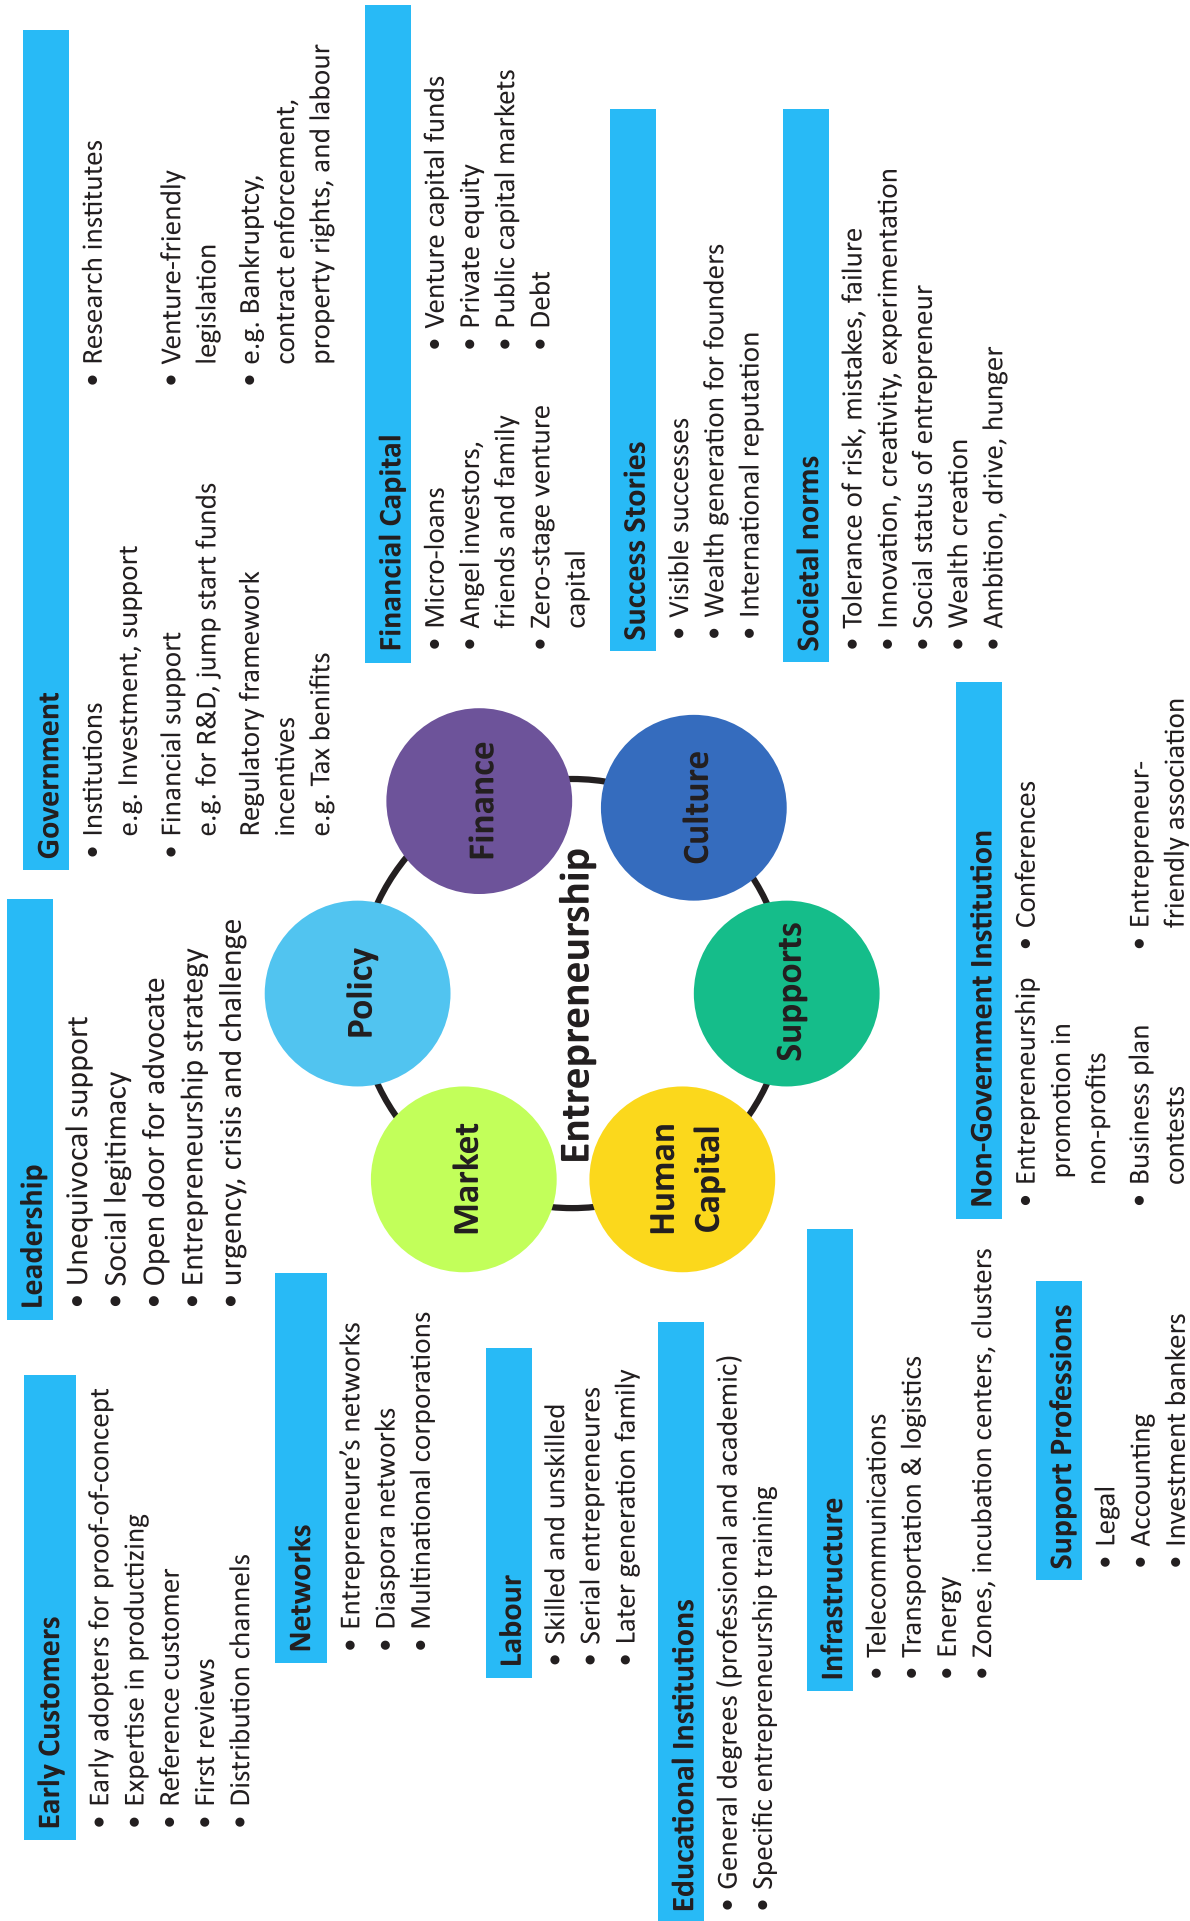 Early Customers
• Early adopters for proof-of-concept
• Expertise in productizing
• Reference customer
• First reviews
• Distribution channels
Leadership
• Unequivocal support
• Social legitimacy
• Open door for advocate
• Entrepreneurship strategy
• urgency, crisis and challenge
Government
• Institutions
e.g. Investment, support
• Financial support
e.g. for R&D, jump start funds
Regulatory framework
incentives
e.g. Tax benifits
• Research institutes
• Venture-friendly
legislation
• e.g. Bankruptcy,
contract enforcement,
property rights, and labour
Networks
• Entrepreneure’s networks
• Diaspora networks
• Multinational corporations
Labour
• Skilled and unskilled
• Serial entrepreneures
• Later generation family
Educational Institutions
• General degrees (professional and academic)
• Specific entrepreneurship training
Policy
Market
Finance
Entrepreneurship
Human
Capital
Culture
Supports
Financial Capital
• Micro-loans
• Angel investors,
friends and family
• Zero-stage venture
capital
• Venture capital funds
• Private equity
• Public capital markets
• Debt
Success Stories
• Visible successes
• Wealth generation for founders
• International reputation
Societal norms
• Tolerance of risk, mistakes, failure
• Innovation, creativity, experimentation
• Social status of entrepreneur
• Wealth creation
• Ambition, drive, hunger
Infrastructure
• Telecommunications
• Transportation & logistics
• Energy
• Zones, incubation centers, clusters
Support Professions
• Legal
• Accounting
• Investment bankers
Non-Government Institution
• Entrepreneurship
promotion in
non-profits
• Business plan
contests
• Conferences
• Entrepreneur-
friendly association